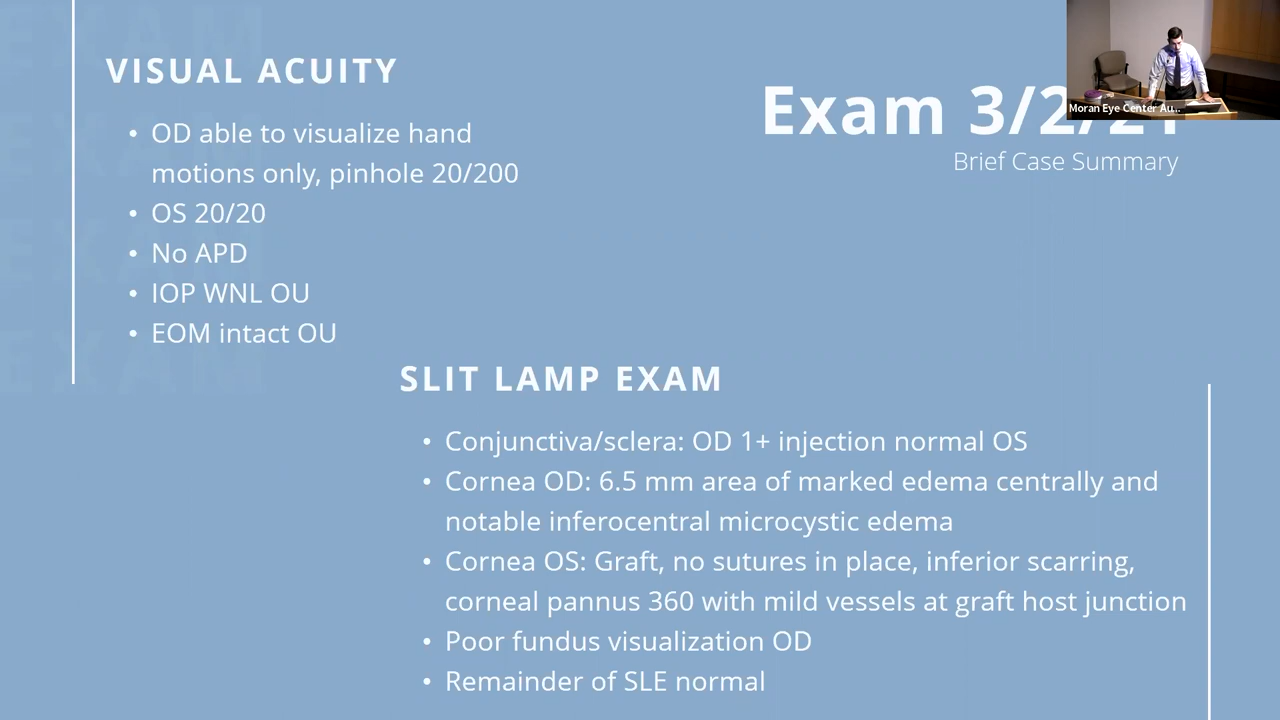 VISUAL ACUITY
• OD able to visualize hand
motions only, pinhole 20/200
• OS 20/20
• No APD
• IOP WNL OU
• EOM intact OU
Exam 3/2/21
Brief Case Summary
Moran Eye Center Au...
SLIT LAMP EXAM
• Conjunctiva/sclera: OD 1+ injection normal OS
• Cornea OD: 6.5 mm area of marked edema centrally and
notable inferocentral microcystic edema
• Cornea OS: Graft, no sutures in place, inferior scarring,
corneal pannus 360 with mild vessels at graft host junction
• Poor fundus visualization OD
• Remainder of SLE normal